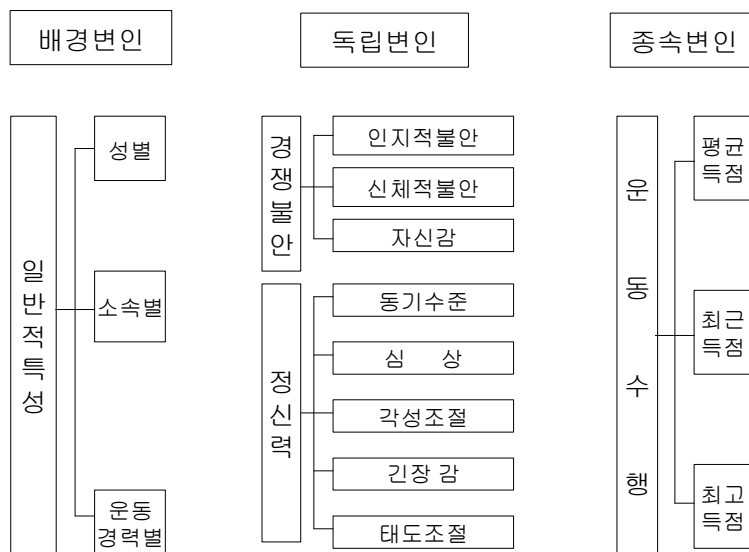 배경변인
독립변인
종속변인
일반적특성
성별
소속별
운동
경력별
경쟁불안
인지적불안
신체적불안
자신감
정신력
동기수준
심 상
각성조절
긴장 감
태도조절
운동수행
평균
득점
최근
득점
최고
득점